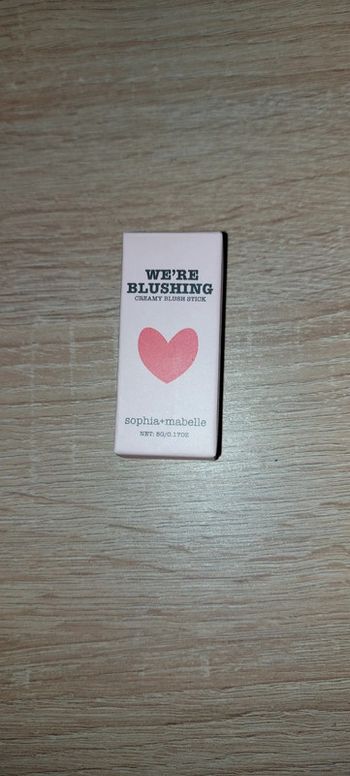 WE'RE
BLUSHING
CREAMY BLUSH STICK
sophia+mabelle
NET: 5G/0.17OZ